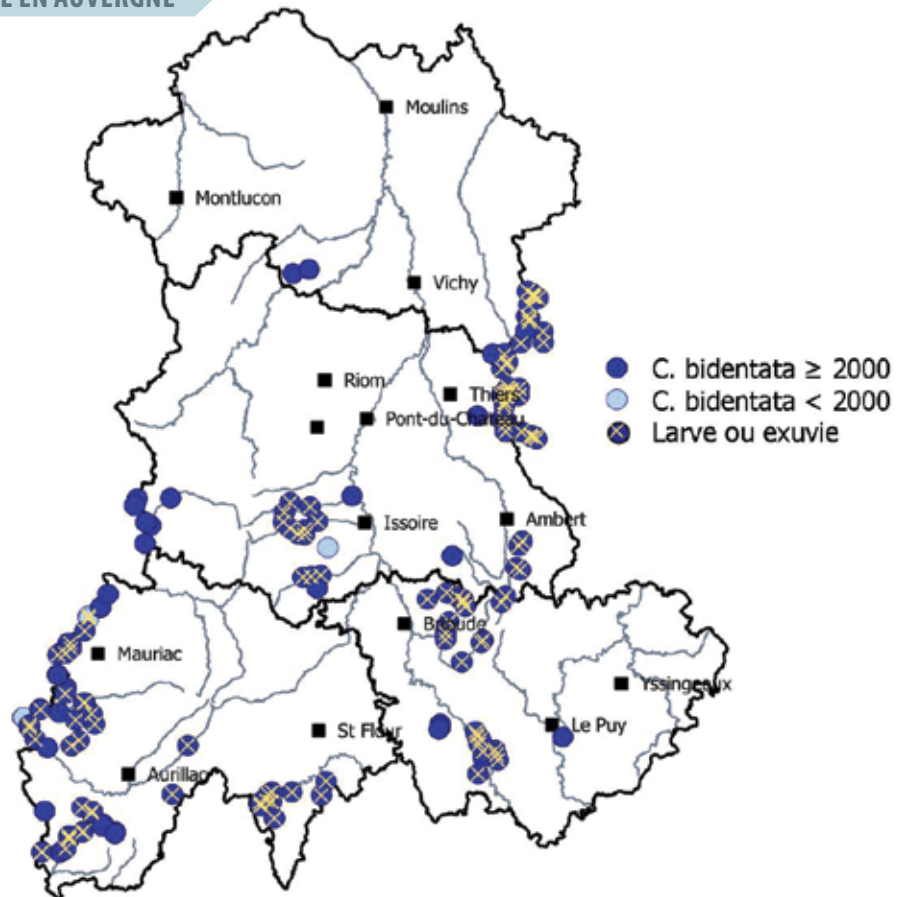 E EN AUVERGNE
Moulins
Montlucon
Vichy
Riom
Thiers
Pont-du-Chateau
Issoire
Ambert
Brioude
Mauriac
Yssingeaux
Le Puy
St Flour
Aurillac
C. bidentata ≥ 2000
C. bidentata < 2000
Larve ou exuvie